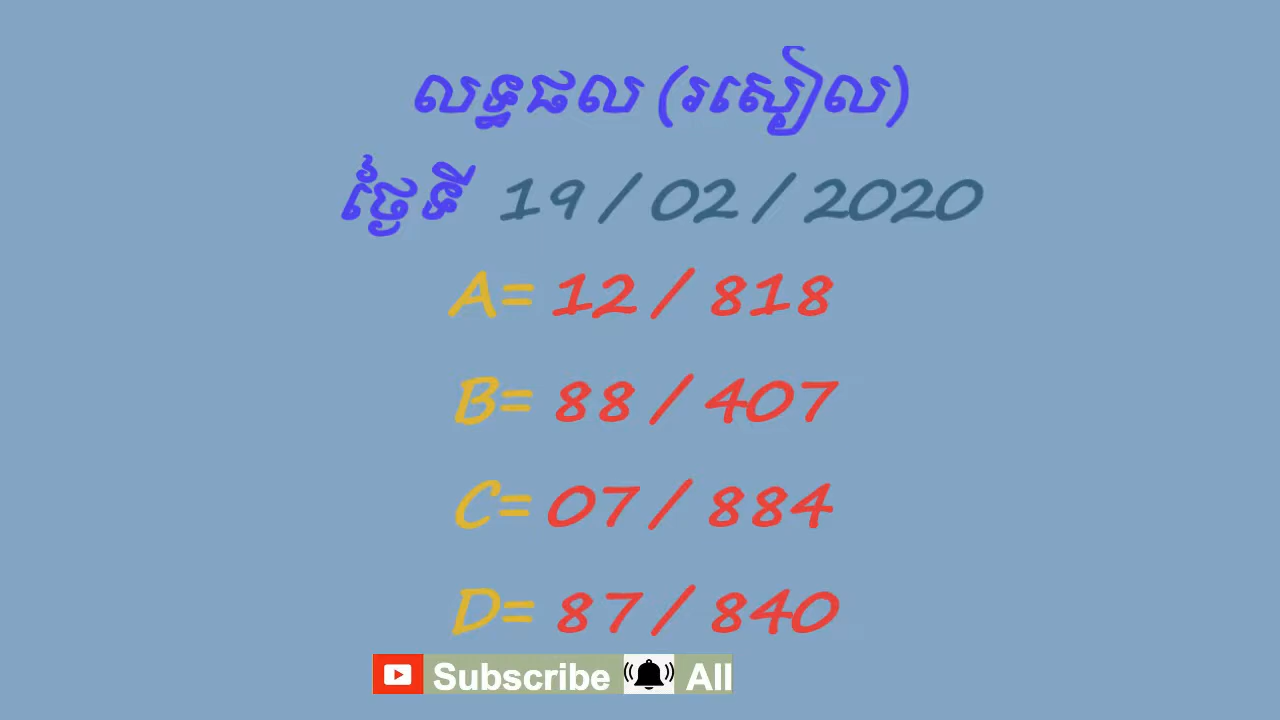 លទ្ធផល (រសៀល)
ថ្ងៃទី 19 / 02 / 2020
A= 12 / 818
B= 88 / 407
C= 07 / 884
D= 87 / 840
Subscribe All